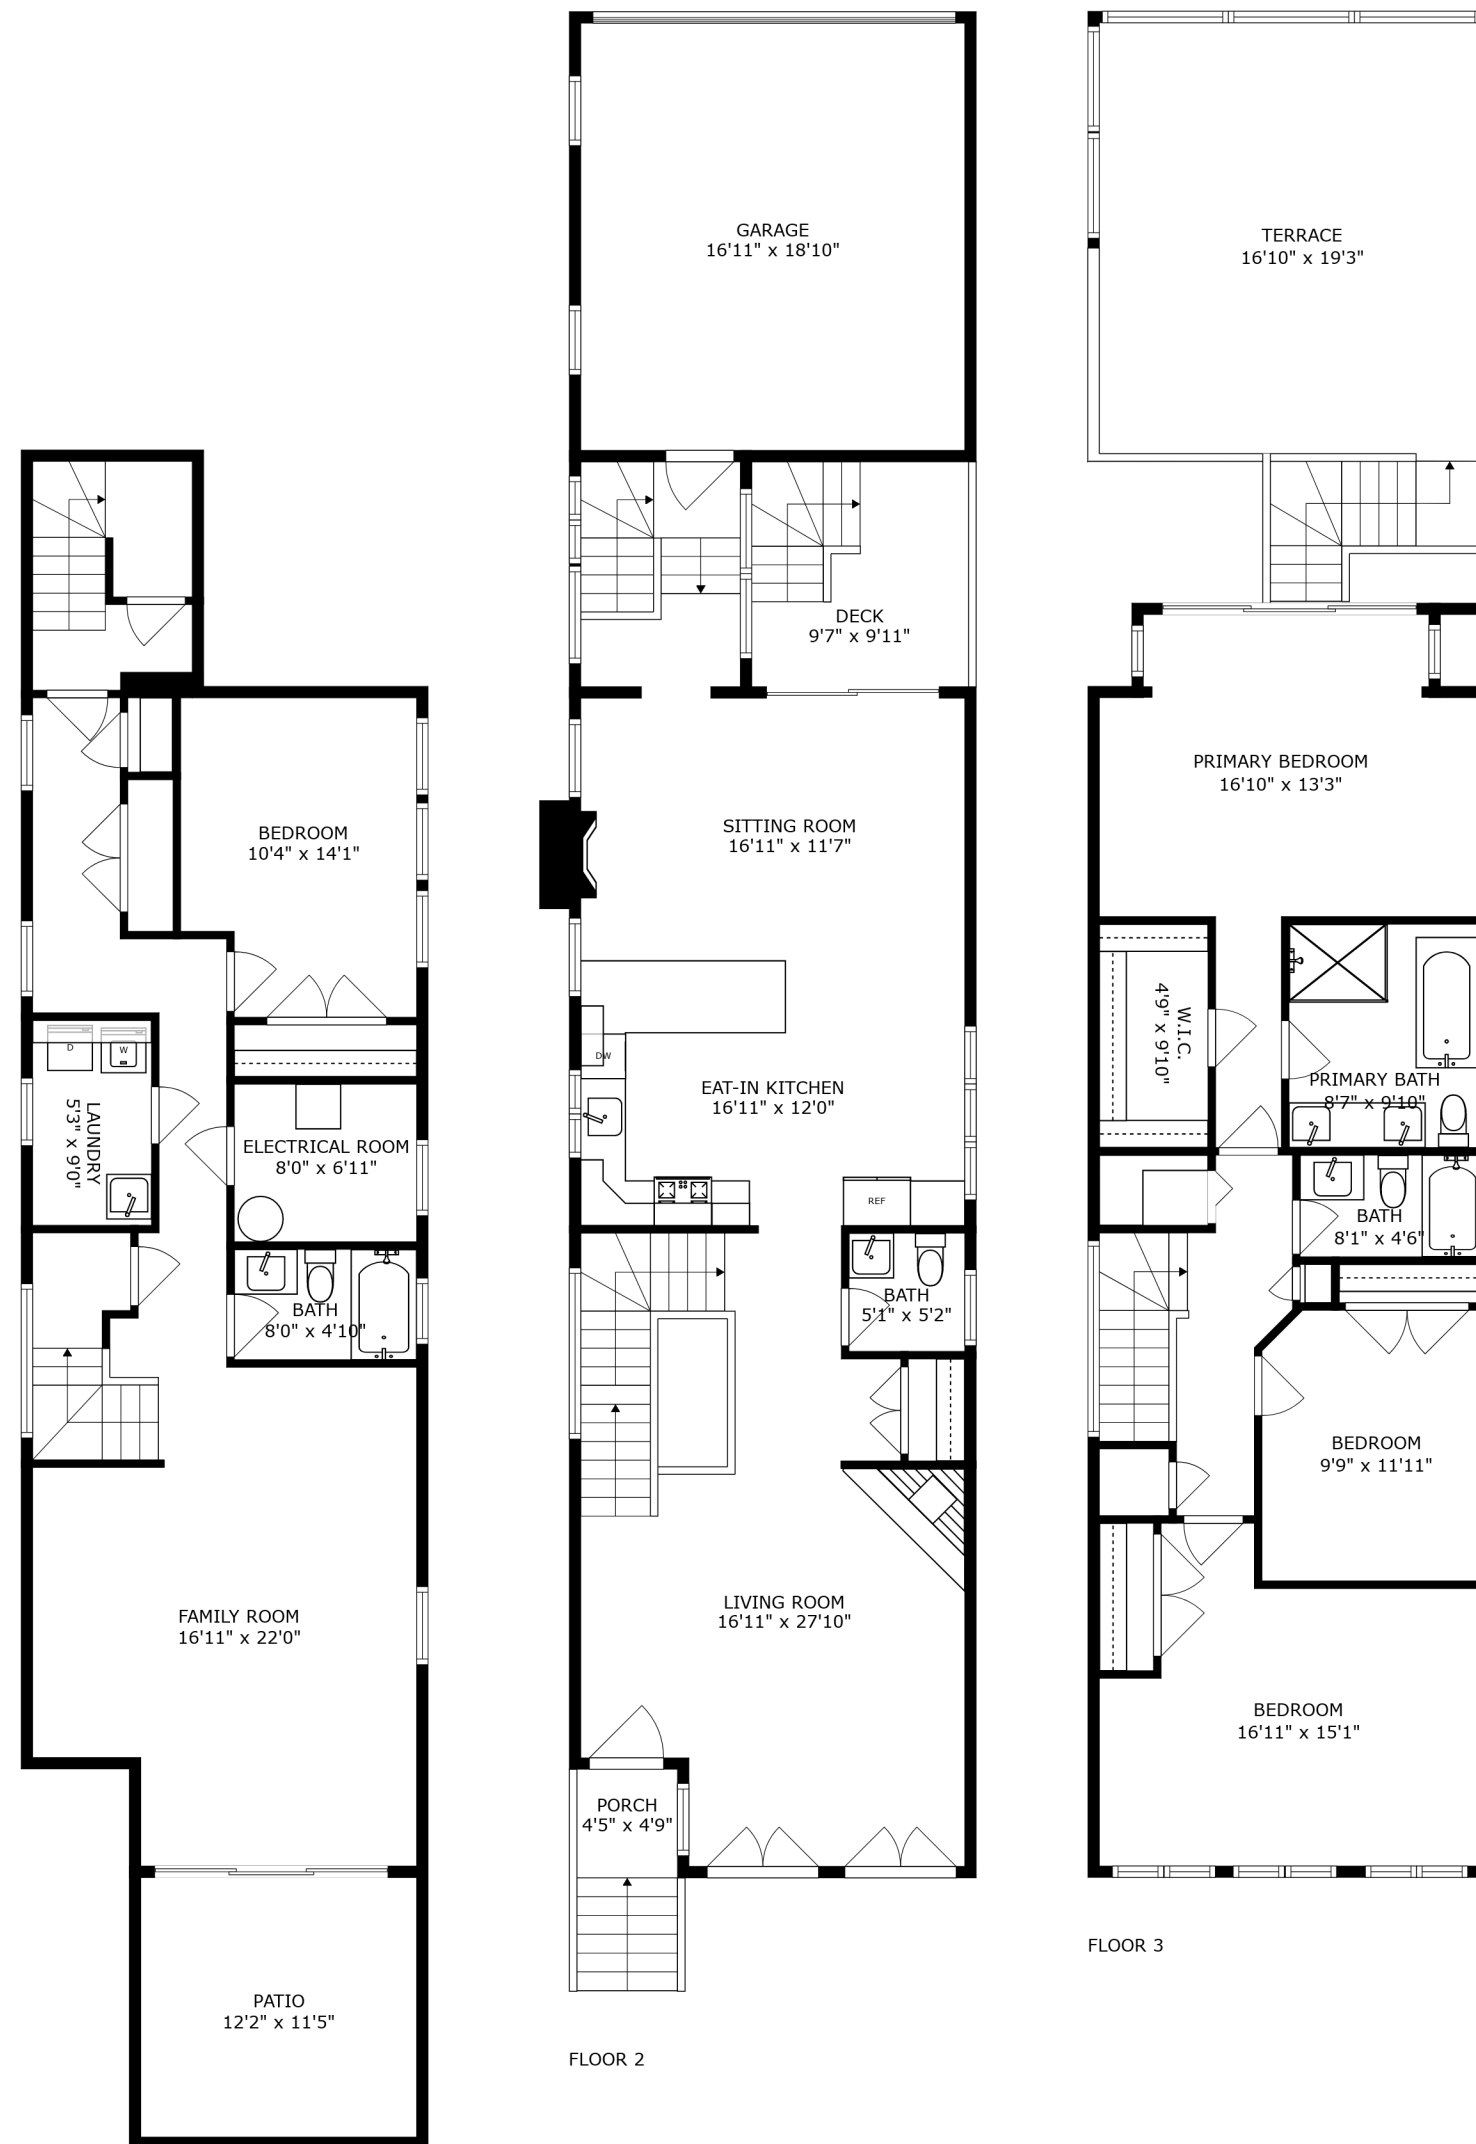 BEDROOM
10'4" x 14'1"
LAUNDRY
5'3" x 9'0"
D
W
ELECTRICAL ROOM
8'0" x 6'11"
BATH
8'0" x 4'10"
FAMILY ROOM
16'11" x 22'0"
PATIO
12'2" x 11'5"
GARAGE
16'11" x 18'10"
DECK
9'7" x 9'11"
SITTING ROOM
16'11" x 11'7"
DW
EAT-IN KITCHEN
16'11" x 12'0"
REF
BATH
5'1" x 5'2"
LIVING ROOM
16'11" x 27'10"
PORCH
4'5" x 4'9"
FLOOR 2
TERRACE
16'10" x 19'3"
PRIMARY BEDROOM
16'10" x 13'3"
W.I.C.
4'9" x 9'10"
PRIMARY BATH
8'7" x 9'10"
BATH
8'1" x 4'6"
BEDROOM
9'9" x 11'11"
BEDROOM
16'11" x 15'1"
FLOOR 3